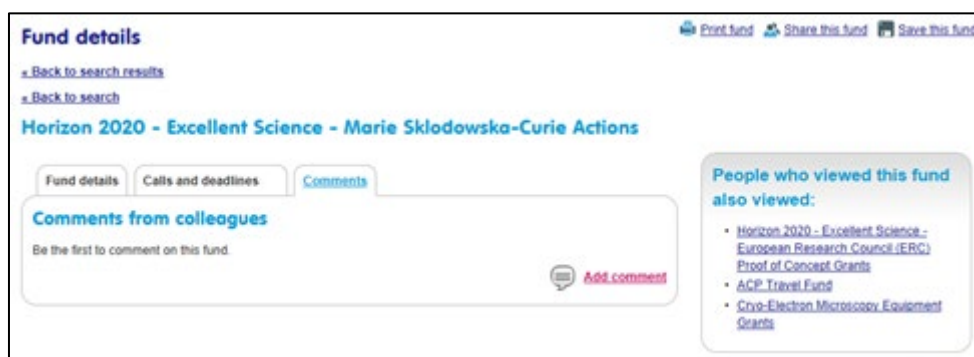 Fund details
Print fund Share this fund Save this fund
« Back to search results
« Back to search
Horizon 2020 - Excellent Science - Marie Sklodowska-Curie Actions
Fund details Calls and deadlines Comments
Comments from colleagues
Be the first to comment on this fund.
Add comment
People who viewed this fund
also viewed:
Horizon 2020 - Excellent Science -
European Research Council (ERC)
Proof of Concept Grants
ACP Travel Fund
Cryo-Electron Microscopy Equipment
Grants